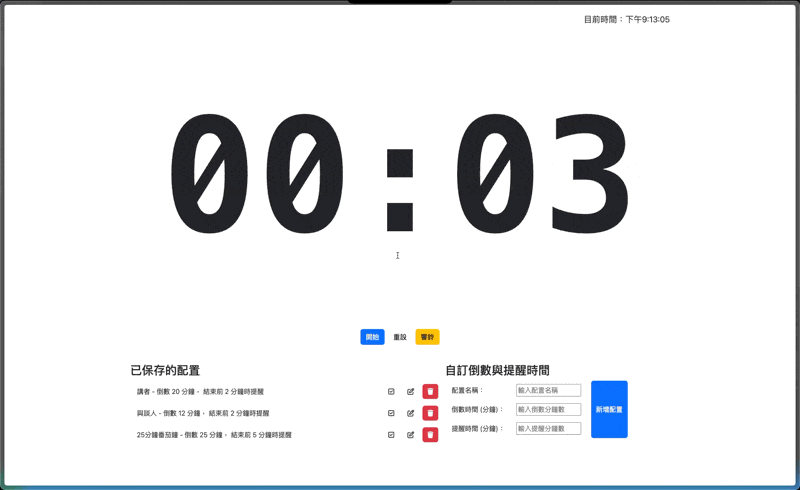 目前時間：下午9:13:05
00:03
開始 重設 響鈴
已保存的配置
講者 - 倒數 20 分鐘， 結束前 2 分鐘時提醒
與談人 - 倒數 12 分鐘， 結束前 2 分鐘時提醒
25分鐘番茄鐘 - 倒數 25 分鐘， 結束前 5 分鐘時提醒
自訂倒數與提醒時間
配置名稱： 輸入配置名稱
倒數時間 (分鐘)： 輸入倒數分鐘數
提醒時間 (分鐘)： 輸入提醒分鐘數
新增配置